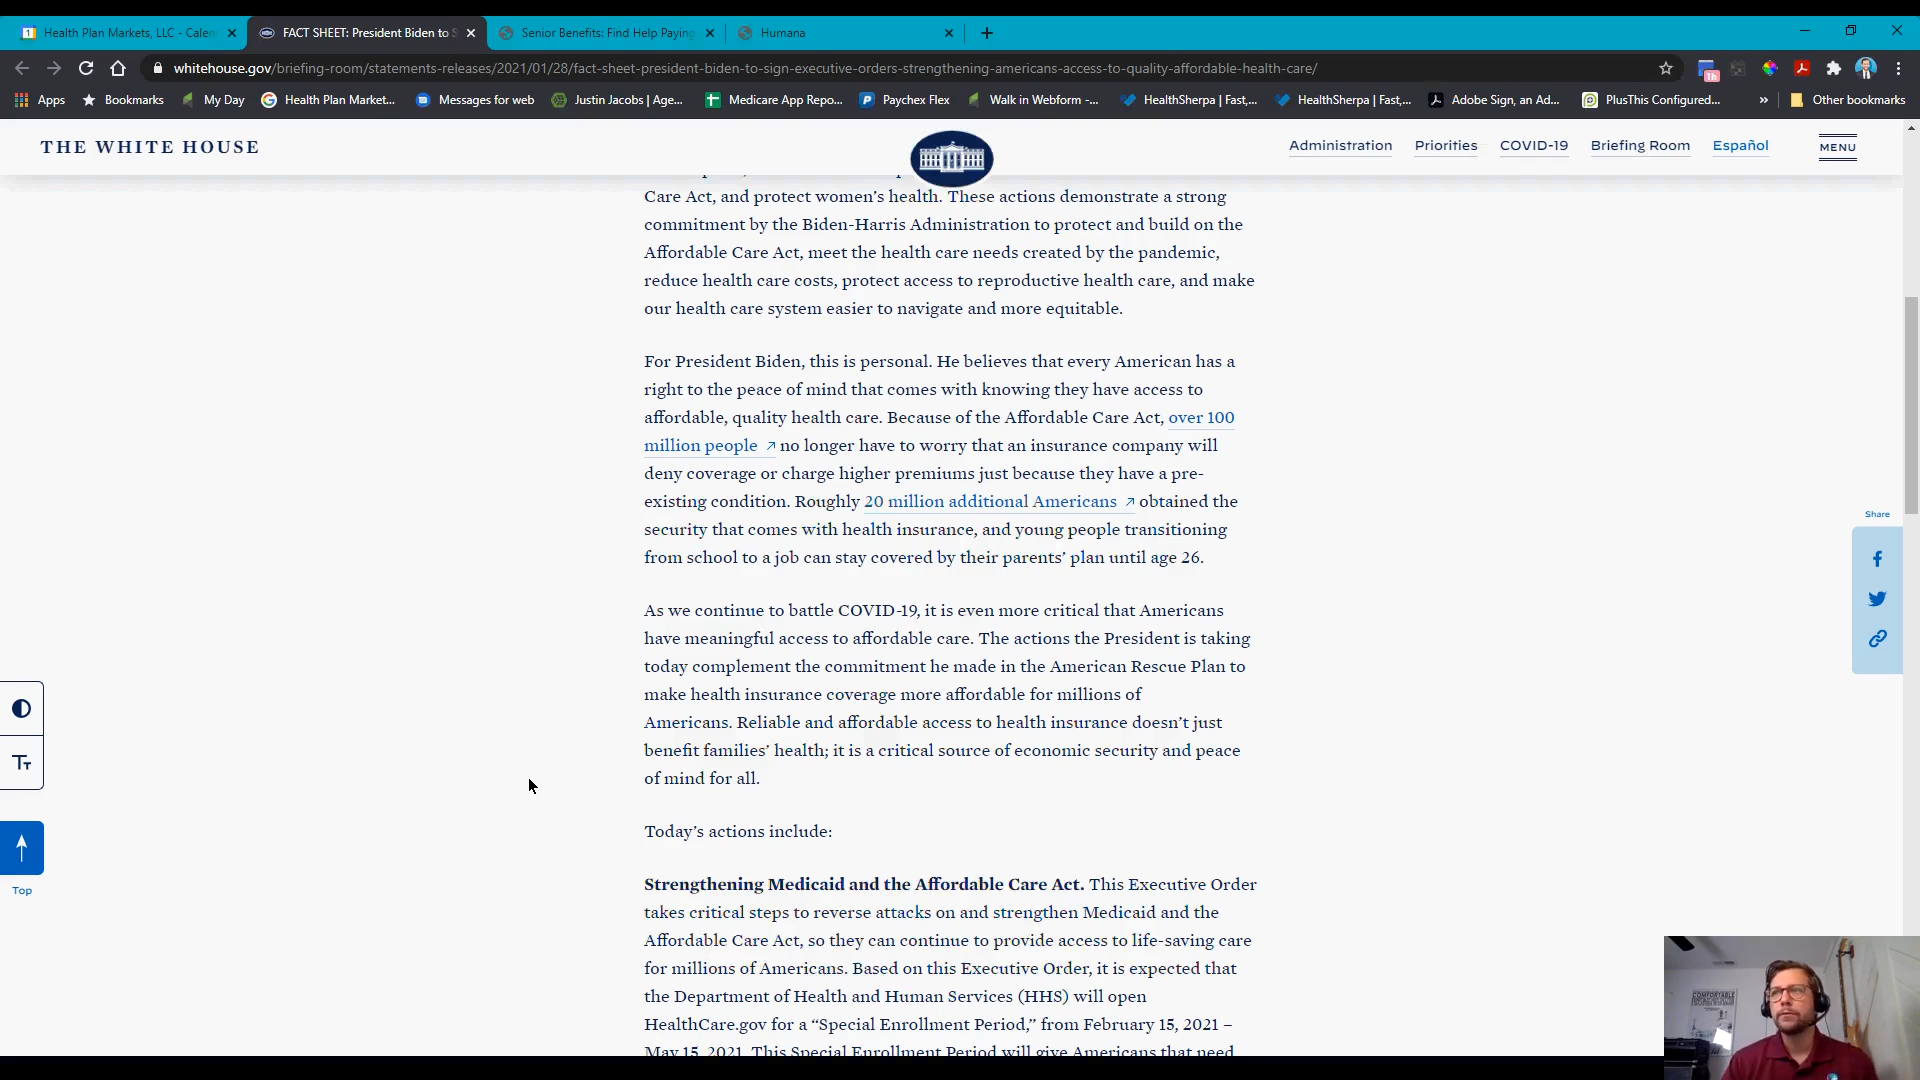 Health Plan Markets, LLC - Calen
FACT SHEET: President Biden to S
Senior Benefits: Find Help Paying
Humana
whitehouse.gov/briefing-room/statements-releases/2021/01/28/fact-sheet-president-biden-to-sign-executive-orders-strengthening-americans-access-to-quality-affordable-health-care/
1h
Apps
Bookmarks
My Day
Health Plan Market...
Messages for web
Justin Jacobs | Age...
Medicare App Repo...
Paychex Flex
Walk in Webform -...
HealthSherpa | Fast,...
HealthSherpa | Fast,...
Adobe Sign, an Ad...
PlusThis Configured...
Other bookmarks
THE WHITE HOUSE
Administration
Priorities
COVID-19
Briefing Room
Español
MENU
Care Act, and protect women’s health. These actions demonstrate a strong
commitment by the Biden-Harris Administration to protect and build on the
Affordable Care Act, meet the health care needs created by the pandemic,
reduce health care costs, protect access to reproductive health care, and make
our health care system easier to navigate and more equitable.
For President Biden, this is personal. He believes that every American has a
right to the peace of mind that comes with knowing they have access to
affordable, quality health care. Because of the Affordable Care Act, over 100
million people no longer have to worry that an insurance company will
deny coverage or charge higher premiums just because they have a pre-
existing condition. Roughly 20 million additional Americans obtained the
security that comes with health insurance, and young people transitioning
from school to a job can stay covered by their parents’ plan until age 26.
As we continue to battle COVID-19, it is even more critical that Americans
have meaningful access to affordable care. The actions the President is taking
today complement the commitment he made in the American Rescue Plan to
make health insurance coverage more affordable for millions of
Americans. Reliable and affordable access to health insurance doesn’t just
benefit families’ health; it is a critical source of economic security and peace
of mind for all.
Today’s actions include:
Strengthening Medicaid and the Affordable Care Act. This Executive Order
takes critical steps to reverse attacks on and strengthen Medicaid and the
Affordable Care Act, so they can continue to provide access to life-saving care
for millions of Americans. Based on this Executive Order, it is expected that
the Department of Health and Human Services (HHS) will open
HealthCare.gov for a “Special Enrollment Period,” from February 15, 2021 –
May 15, 2021. This Special Enrollment Period will give Americans that need
Share
Tт
Top
COMFORTABLE